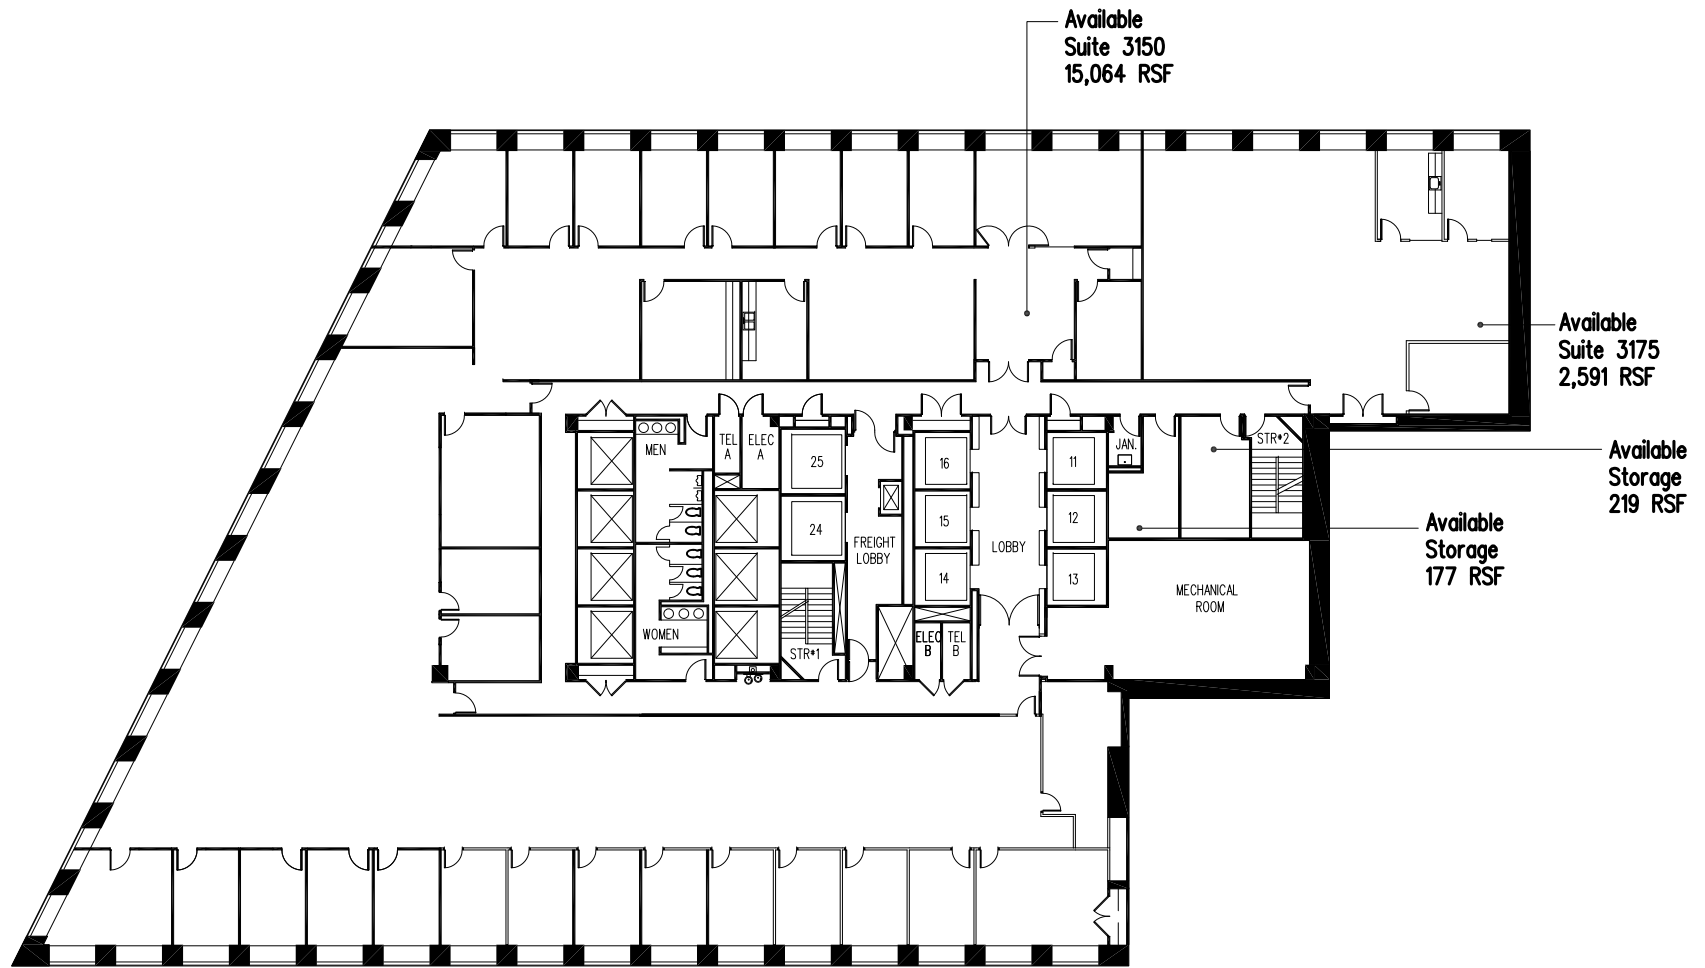 Available
Suite 3150
15,064 RSF
Available
Suite 3175
2,591 RSF
Available
Storage
219 RSF
Available
Storage
177 RSF
MEN
TEL
A
ELEC
A
25
24
FREIGHT
LOBBY
16
15
14
LOBBY
11
12
13
JAN.
STR#2
MECHANICAL
ROOM
WOMEN
STR#1
ELEC
B
TEL
B